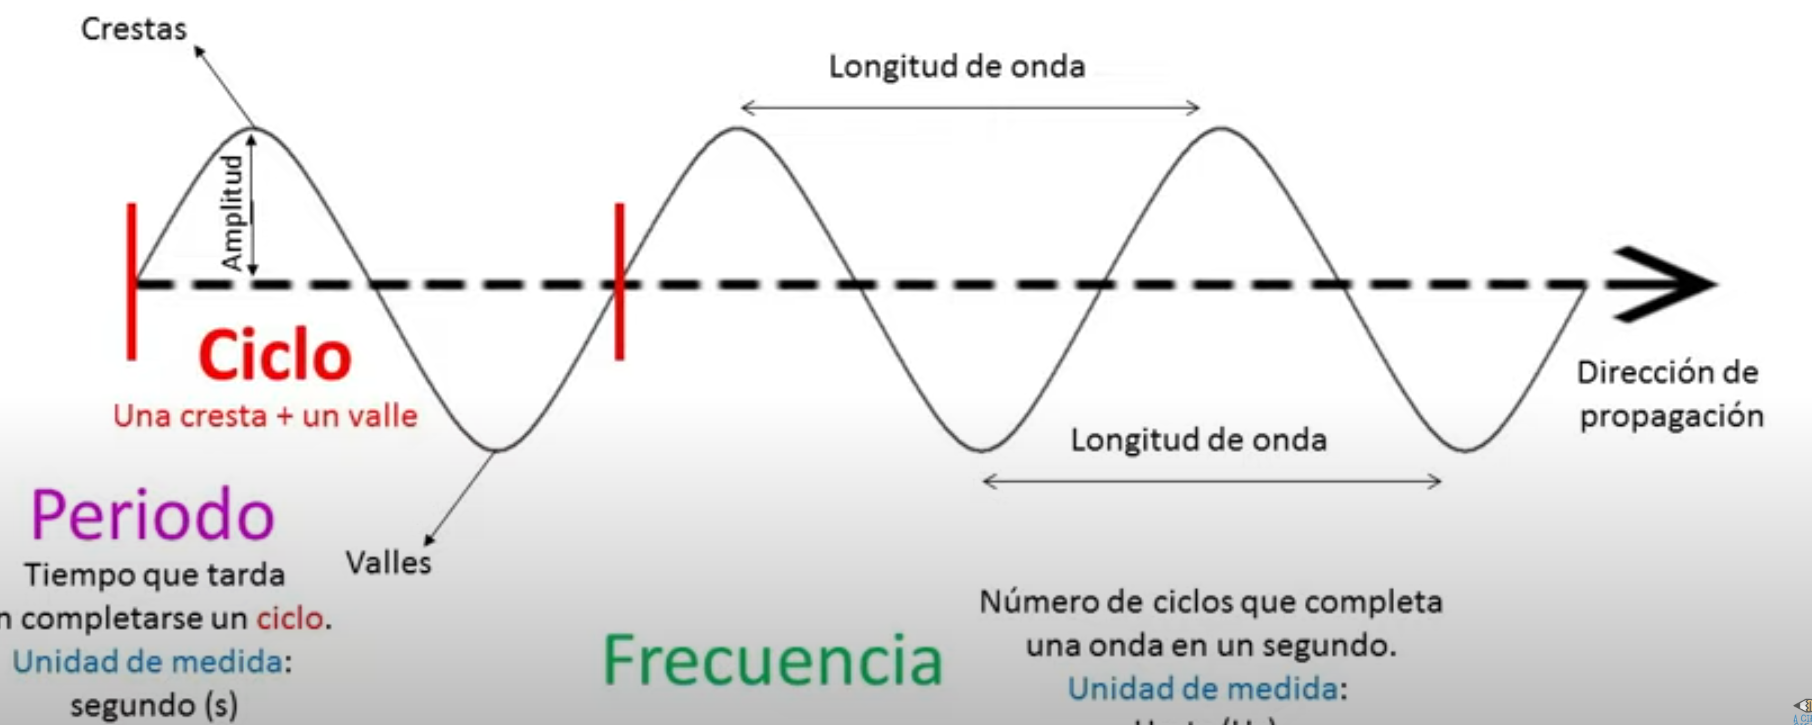 Crestas
Longitud de onda
Amplitud
Ciclo
Una cresta + un valle
Dirección de
propagación
Longitud de onda
Periodo
Tiempo que tarda
completarse un ciclo.
Unidad de medida:
segundo (s)
Valles
Frecuencia
Número de ciclos que completa
una onda en un segundo.
Unidad de medida: